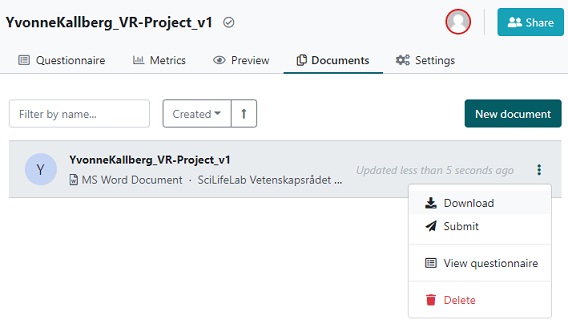 YvonneKallberg_VR-Project_v1
Share
Questionnaire
Metrics
Preview
Documents
Settings
Filter by name...
Created
New document
Y
YvonneKallberg_VR-Project_v1
MS Word Document · SciLifeLab Vetenskapsrådet ...
Updated less than 5 seconds ago
Download
Submit
View questionnaire
Delete